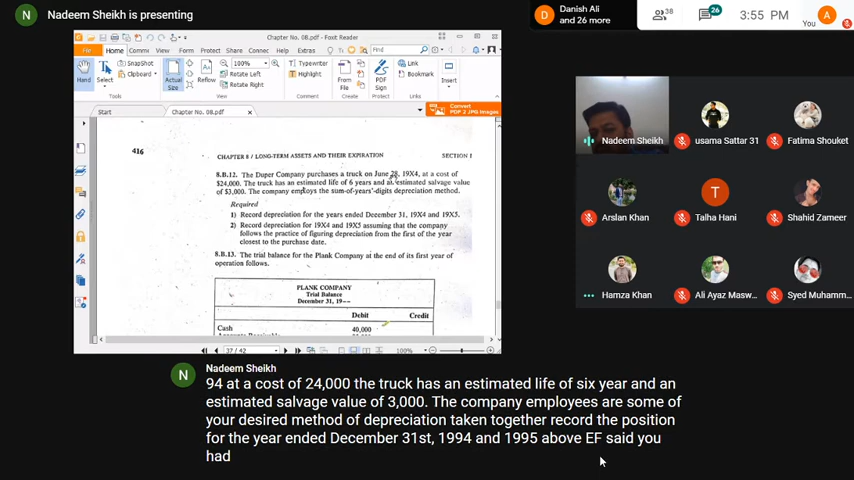 N Nadeem Sheikh is presenting
D Danish Ali
and 26 more
38
26
3:55 PM
A
You
Chapter No. 08.pdf - Foxit Reader
File Home Comment View Form Protect Share Connect Help Extras Find
Hand
Select
SnapShot
Clipboard
Actual
Size
Reflow
100%
Rotate Left
Rotate Right
Typewriter
Highlight
From
File
PDF
Sign
Link
Bookmark
Insert
Tools View Comment Create Protect Links
Start
Chapter No. 08.pdf
Convert
PDF 2 JPG Images
416
CHAPTER 8 / LONG-TERM ASSETS AND THEIR EXPIRATION SECTION
8.B.12. The Duper Company purchases a truck on June 28, 19X4, at a cost of
$24,000. The truck has an estimated life of 6 years and an estimated salvage value
of $3,000. The company employs the sum-of-years'-digits depreciation method.
Required
1) Record depreciation for the years ended December 31, 19X4 and 19X5.
2) Record depreciation for 19X4 and 19X5 assuming that the company
follows the practice of figuring depreciation from the first of the year
closest to the purchase date.
8.B.13. The trial balance for the Plank Company at the end of its first year of
operation follows.
PLANK COMPANY
Trial Balance
December 31, 19--
Debit Credit
Cash 40,000
37 / 42
100%
Nadeem Sheikh
usama Sattar 31
Fatima Shouket
Arslan Khan
T
Talha Hani
Shahid Zameer
Hamza Khan
Ali Ayaz Masw...
Syed Muhamm...
N
Nadeem Sheikh
94 at a cost of 24,000 the truck has an estimated life of six year and an
estimated salvage value of 3,000. The company employees are some of
your desired method of depreciation taken together record the position
for the year ended December 31st, 1994 and 1995 above EF said you
had